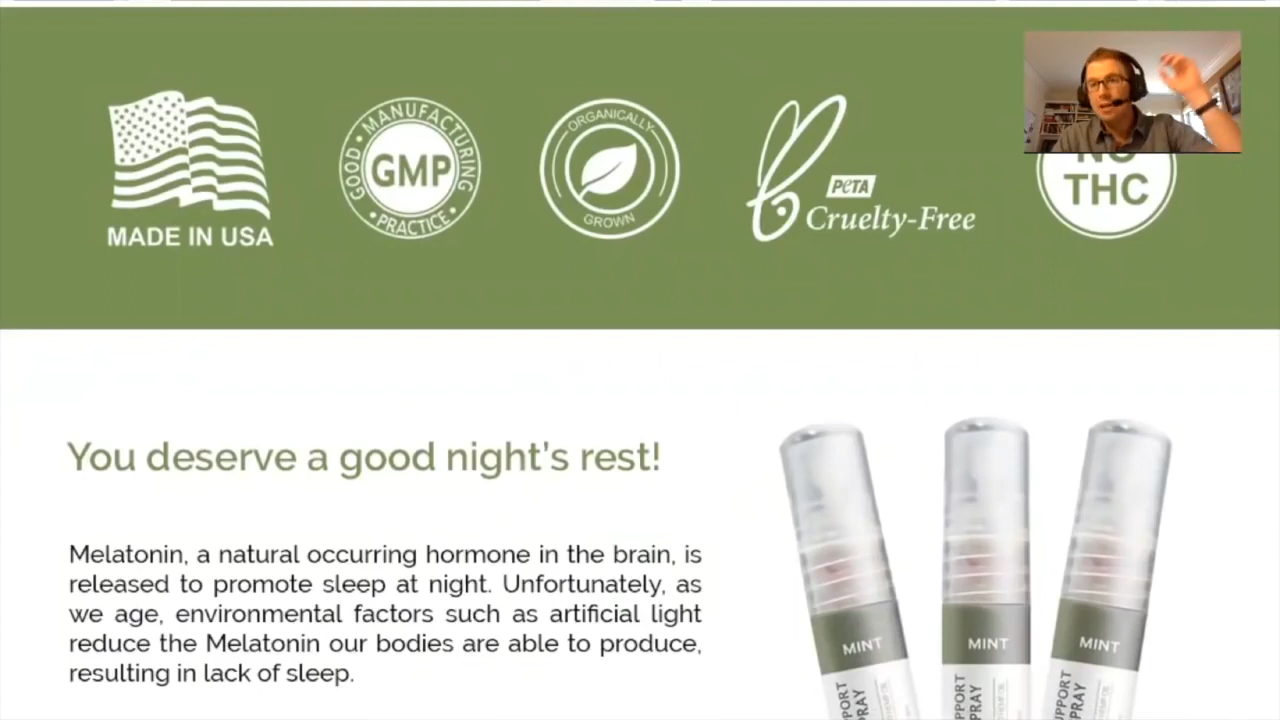 MADE IN USA
GOOD • MANUFACTURING
GMP
• PRACTICE •
ORGANICALLY
GROWN
PETA
Cruelty-Free
NO
THC
You deserve a good night's rest!
Melatonin, a natural occurring hormone in the brain, is
released to promote sleep at night. Unfortunately, as
we age, environmental factors such as artificial light
reduce the Melatonin our bodies are able to produce,
resulting in lack of sleep.
MINT
MINT
MINT